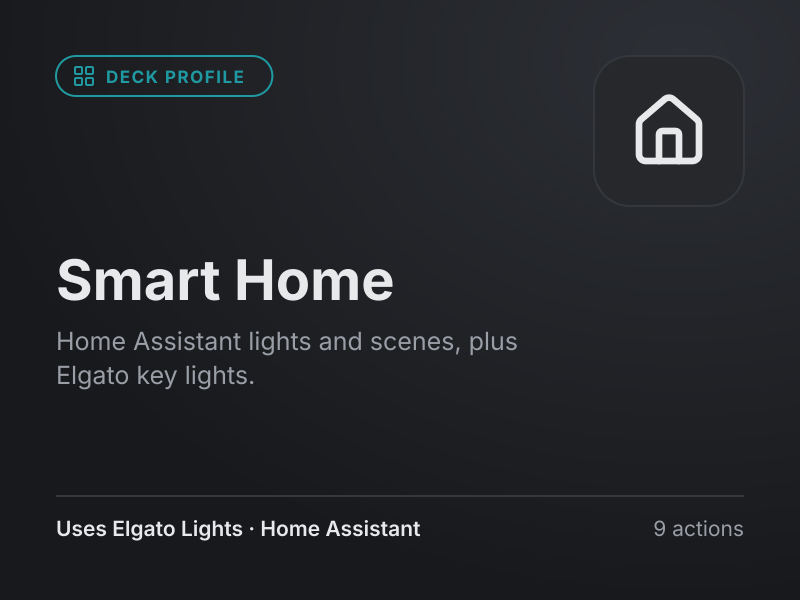 DECK PROFILE
Smart Home
Home Assistant lights and scenes, plus
Elgato key lights.
Uses Elgato Lights · Home Assistant
9 actions